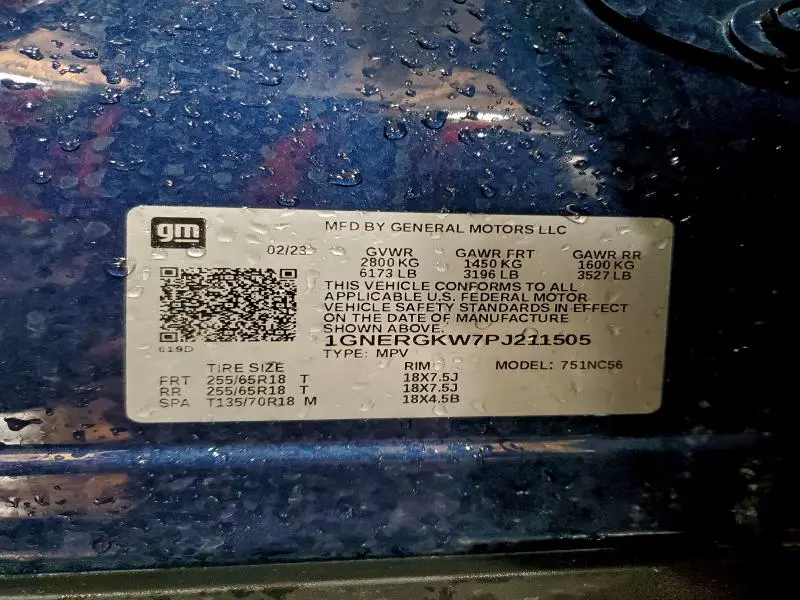 gm
MFD BY GENERAL MOTORS LLC
02/23 GVWR GAWR FRT GAWR RR
2800 KG 1450 KG 1600 KG
6173 LB 3196 LB 3527 LB
THIS VEHICLE CONFORMS TO ALL
APPLICABLE U.S. FEDERAL MOTOR
VEHICLE SAFETY STANDARDS IN EFFECT
ON THE DATE OF MANUFACTURE
SHOWN ABOVE.
619D
1GNERGKW7PJ211505
TYPE: MPV
TIRE SIZE RIM MODEL: 751NC56
FRT 255/65R18 T 18X7.5J
RR 255/65R18 T 18X7.5J
SPA T135/70R18 M 18X4.5B